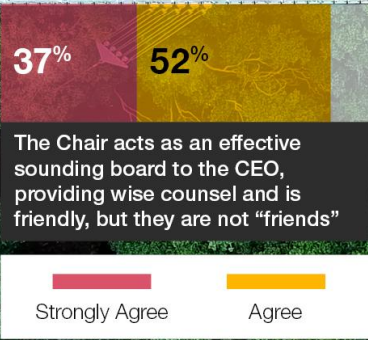 37% 52%
The Chair acts as an effective
sounding board to the CEO,
providing wise counsel and is
friendly, but they are not “friends”
Strongly Agree Agree